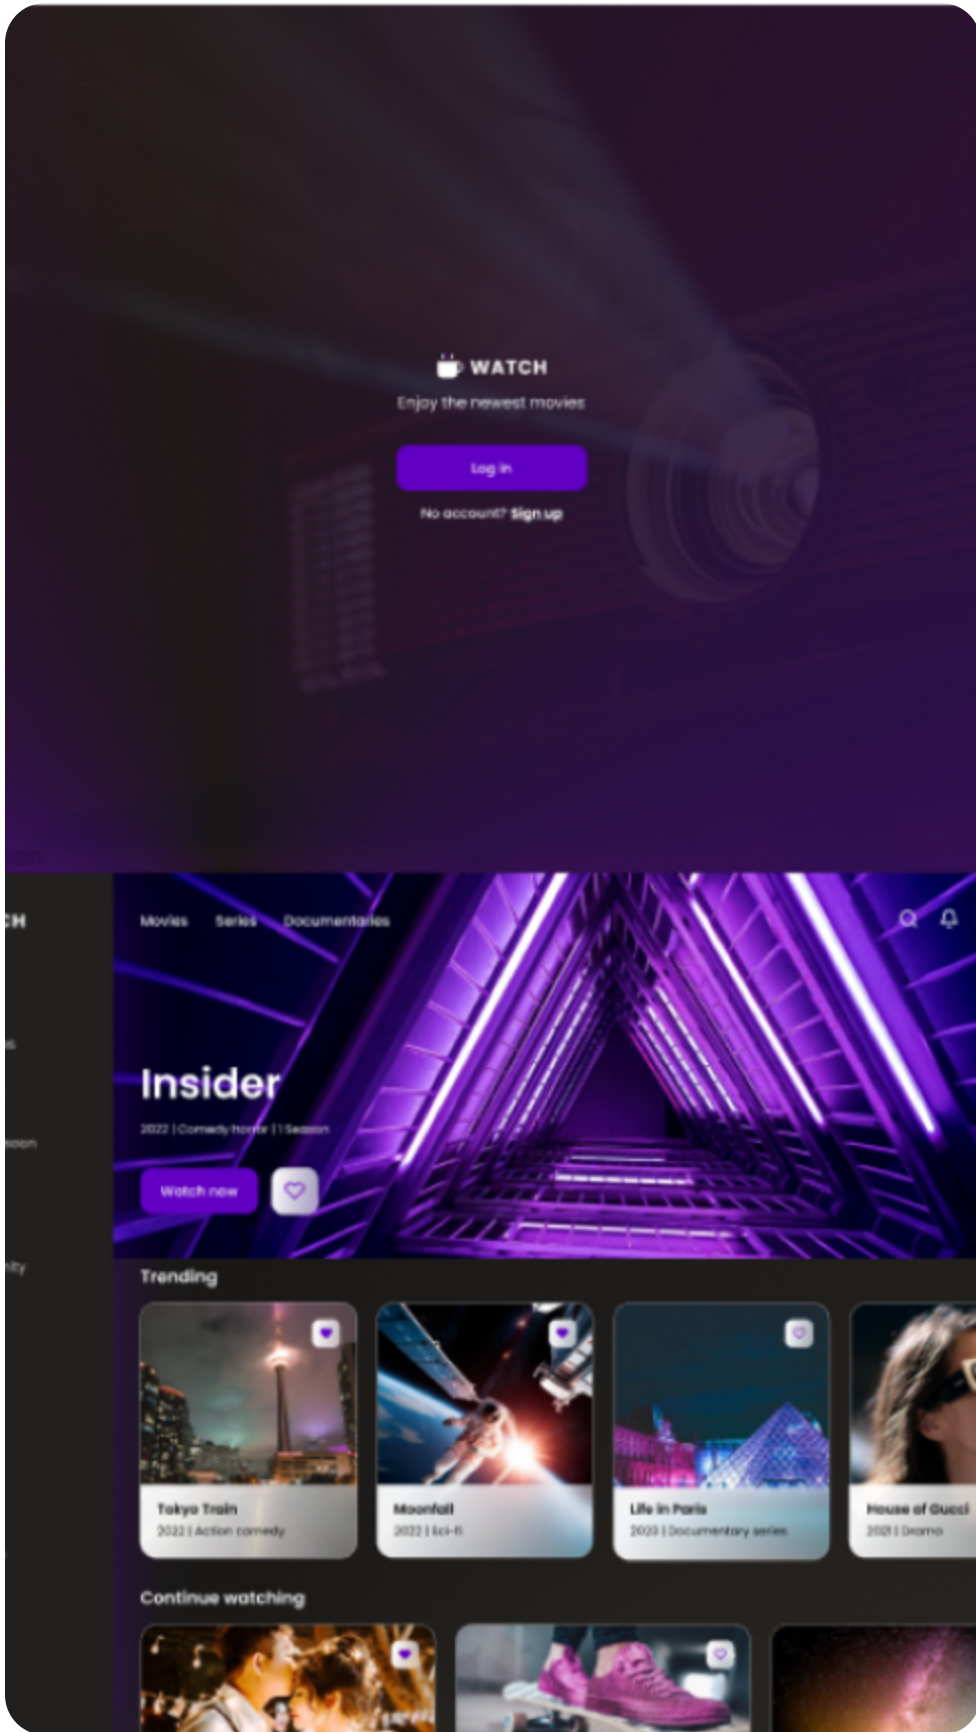 WATCH
Enjoy the newest movies
Log in
No account? Sign up
CH
Movies Series Documentaries
Insider
2022 | Comedy horror | 1 Season
Watch now
Trending
Tokyo Train
2022 | Action comedy
Moonfall
2022 | Sci-fi
Life in Paris
2023 | Documentary series
House of Gucci
2021 | Drama
Continue watching